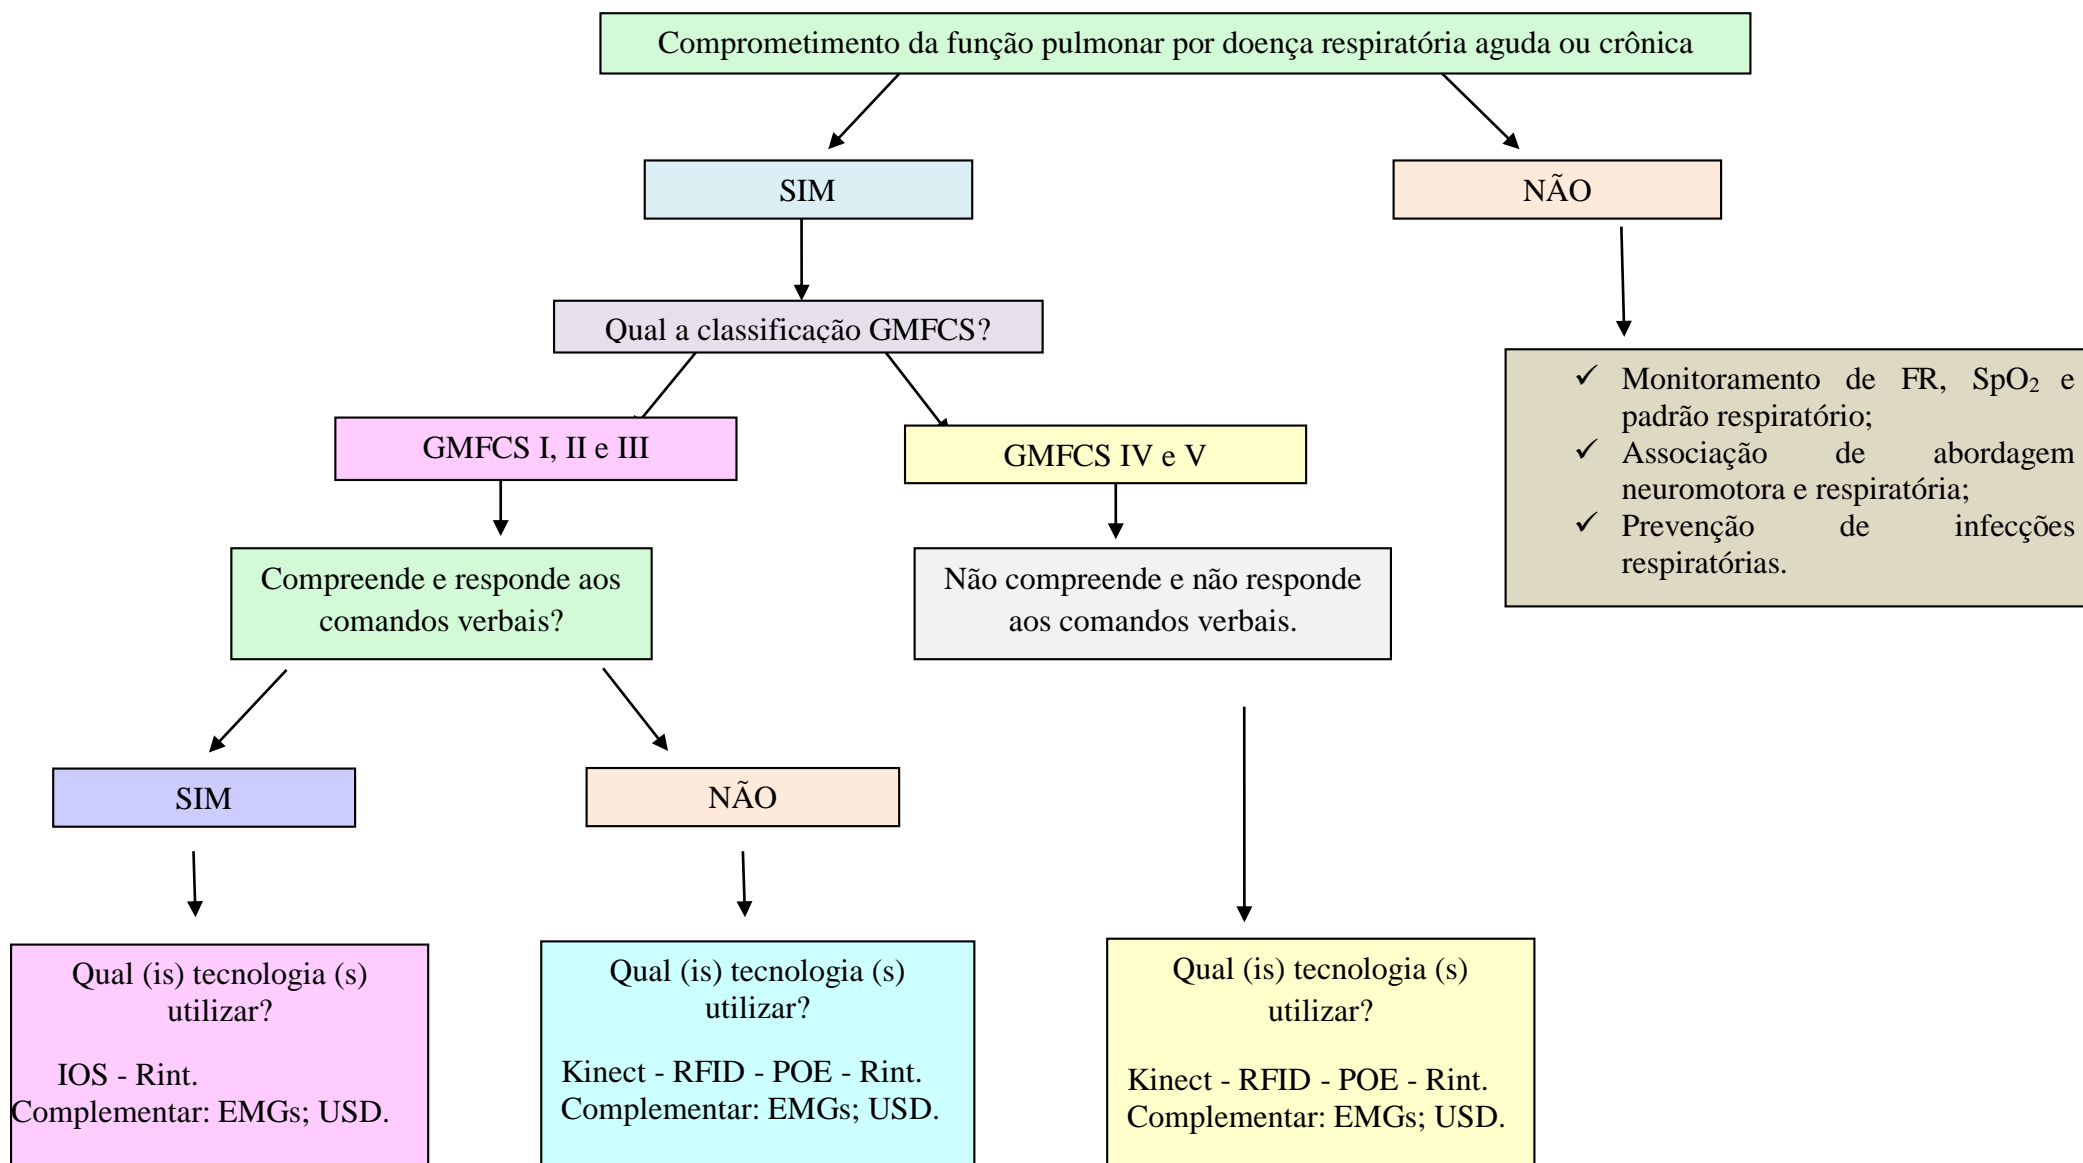 Comprometimento da função pulmonar por doença respiratória aguda ou crônica
SIM
NÃO
Qual a classificação GMFCS?
✓ Monitoramento de FR, SpO₂ e
padrão respiratório;
✓ Associação de abordagem
neuromotora e respiratória;
✓ Prevenção de infecções
respiratórias.
GMFCS I, II e III
GMFCS IV e V
Compreende e responde aos
comandos verbais?
Não compreende e não responde
aos comandos verbais.
SIM
NÃO
Qual (is) tecnologia (s)
utilizar?
IOS - Rint.
Complementar: EMGs; USD.
Qual (is) tecnologia (s)
utilizar?
Kinect - RFID - POE - Rint.
Complementar: EMGs; USD.
Qual (is) tecnologia (s)
utilizar?
Kinect - RFID - POE - Rint.
Complementar: EMGs; USD.